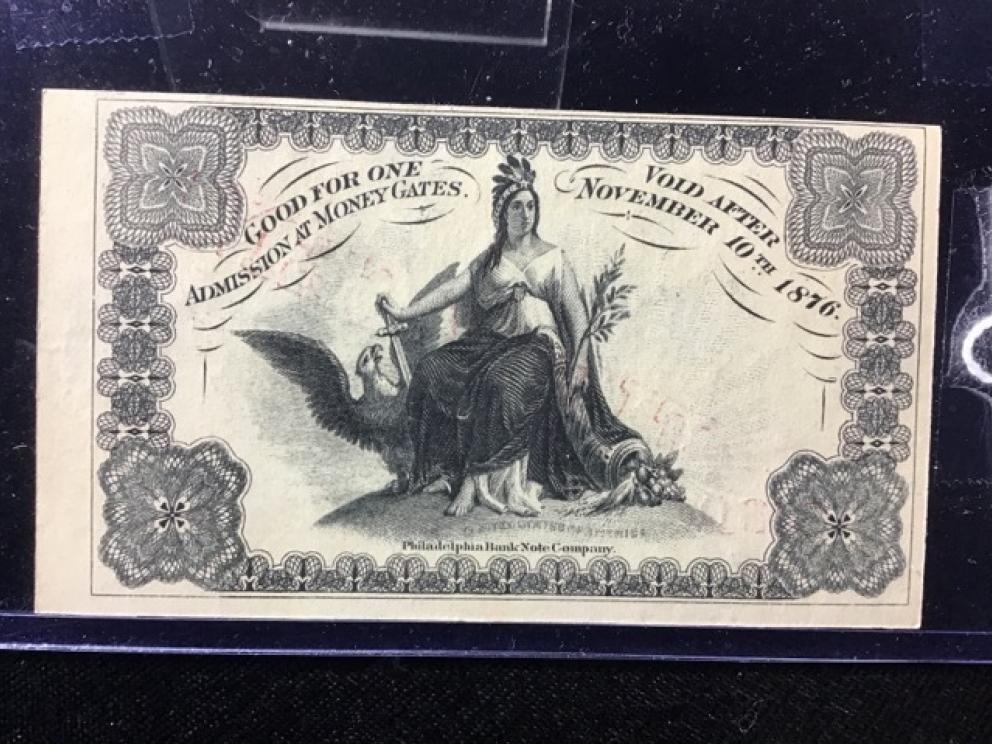 GOOD FOR ONE
ADMISSION AT MONEY GATES.
VOID AFTER
NOVEMBER 10TH 1876.
UNITED STATES OF AMERICA
Philadelphia Bank Note Company.